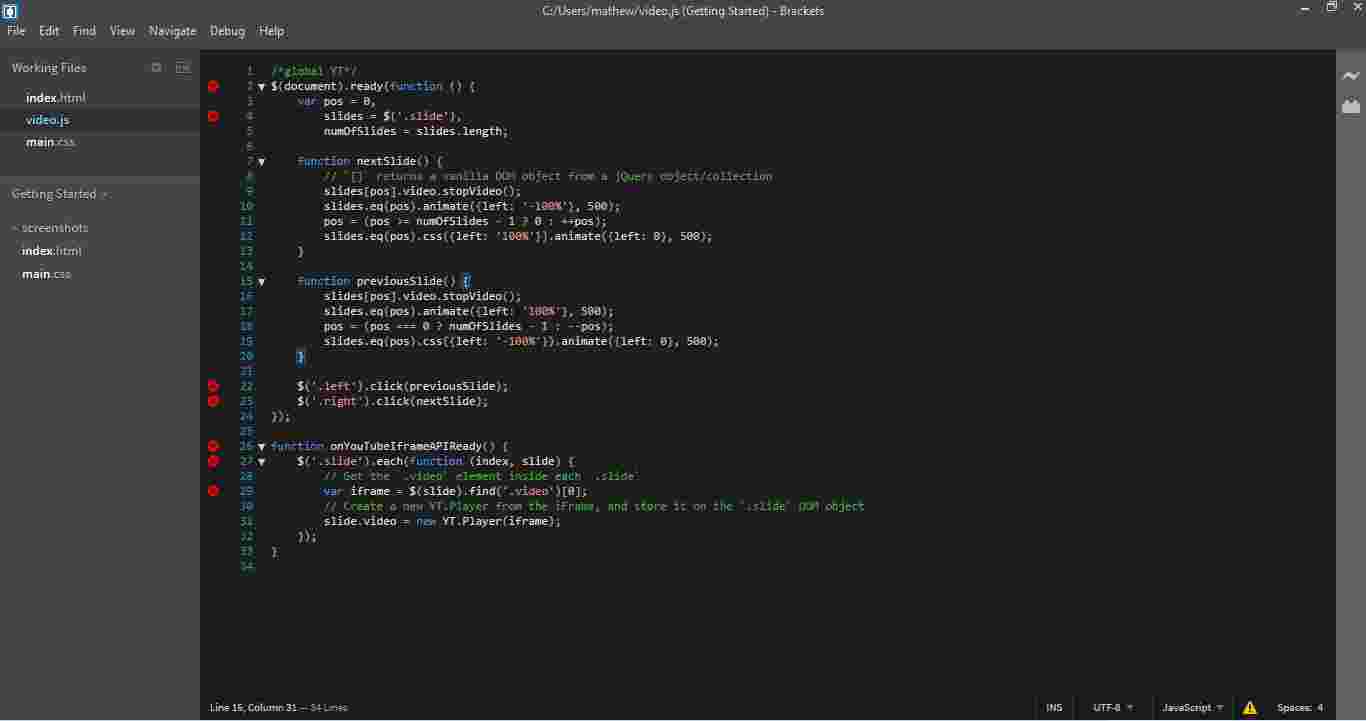 C:/Users/mathew/video.js (Getting Started) - Brackets
File Edit Find View Navigate Debug Help
Working Files
index.html
video.js
main.css
Getting Started
screenshots
index.html
main.css
1 /*global YT*/
2 $(document).ready(function () {
3 var pos = 0,
4 slides = $('.slide'),
5 numOfSlides = slides.length;
6
7 function nextSlide() {
8 // `[]` returns a vanilla DOM object from a jQuery object/collection
9 slides[pos].video.stopVideo();
10 slides.eq(pos).animate({left: '-100%'}, 500);
11 pos = (pos >= numOfSlides - 1 ? 0 : ++pos);
12 slides.eq(pos).css({left: '100%'}).animate({left: 0}, 500);
13 }
14
15 function previousSlide() {
16 slides[pos].video.stopVideo();
17 slides.eq(pos).animate({left: '100%'}, 500);
18 pos = (pos === 0 ? numOfSlides - 1 : --pos);
19 slides.eq(pos).css({left: '-100%'}).animate({left: 0}, 500);
20 }
21
22 $('.left').click(previousSlide);
23 $('.right').click(nextSlide);
24 });
25
26 function onYouTubeIframeAPIReady() {
27 $('.slide').each(function (index, slide) {
28 // Get the `.video` element inside each `.slide`
29 var iframe = $(slide).find('.video')[0];
30 // Create a new YT.Player from the iFrame, and store it on the `.slide` DOM object
31 slide.video = new YT.Player(iframe);
32 });
33 }
34
Line 15, Column 31 — 34 Lines
INS UTF-8 JavaScript Spaces: 4